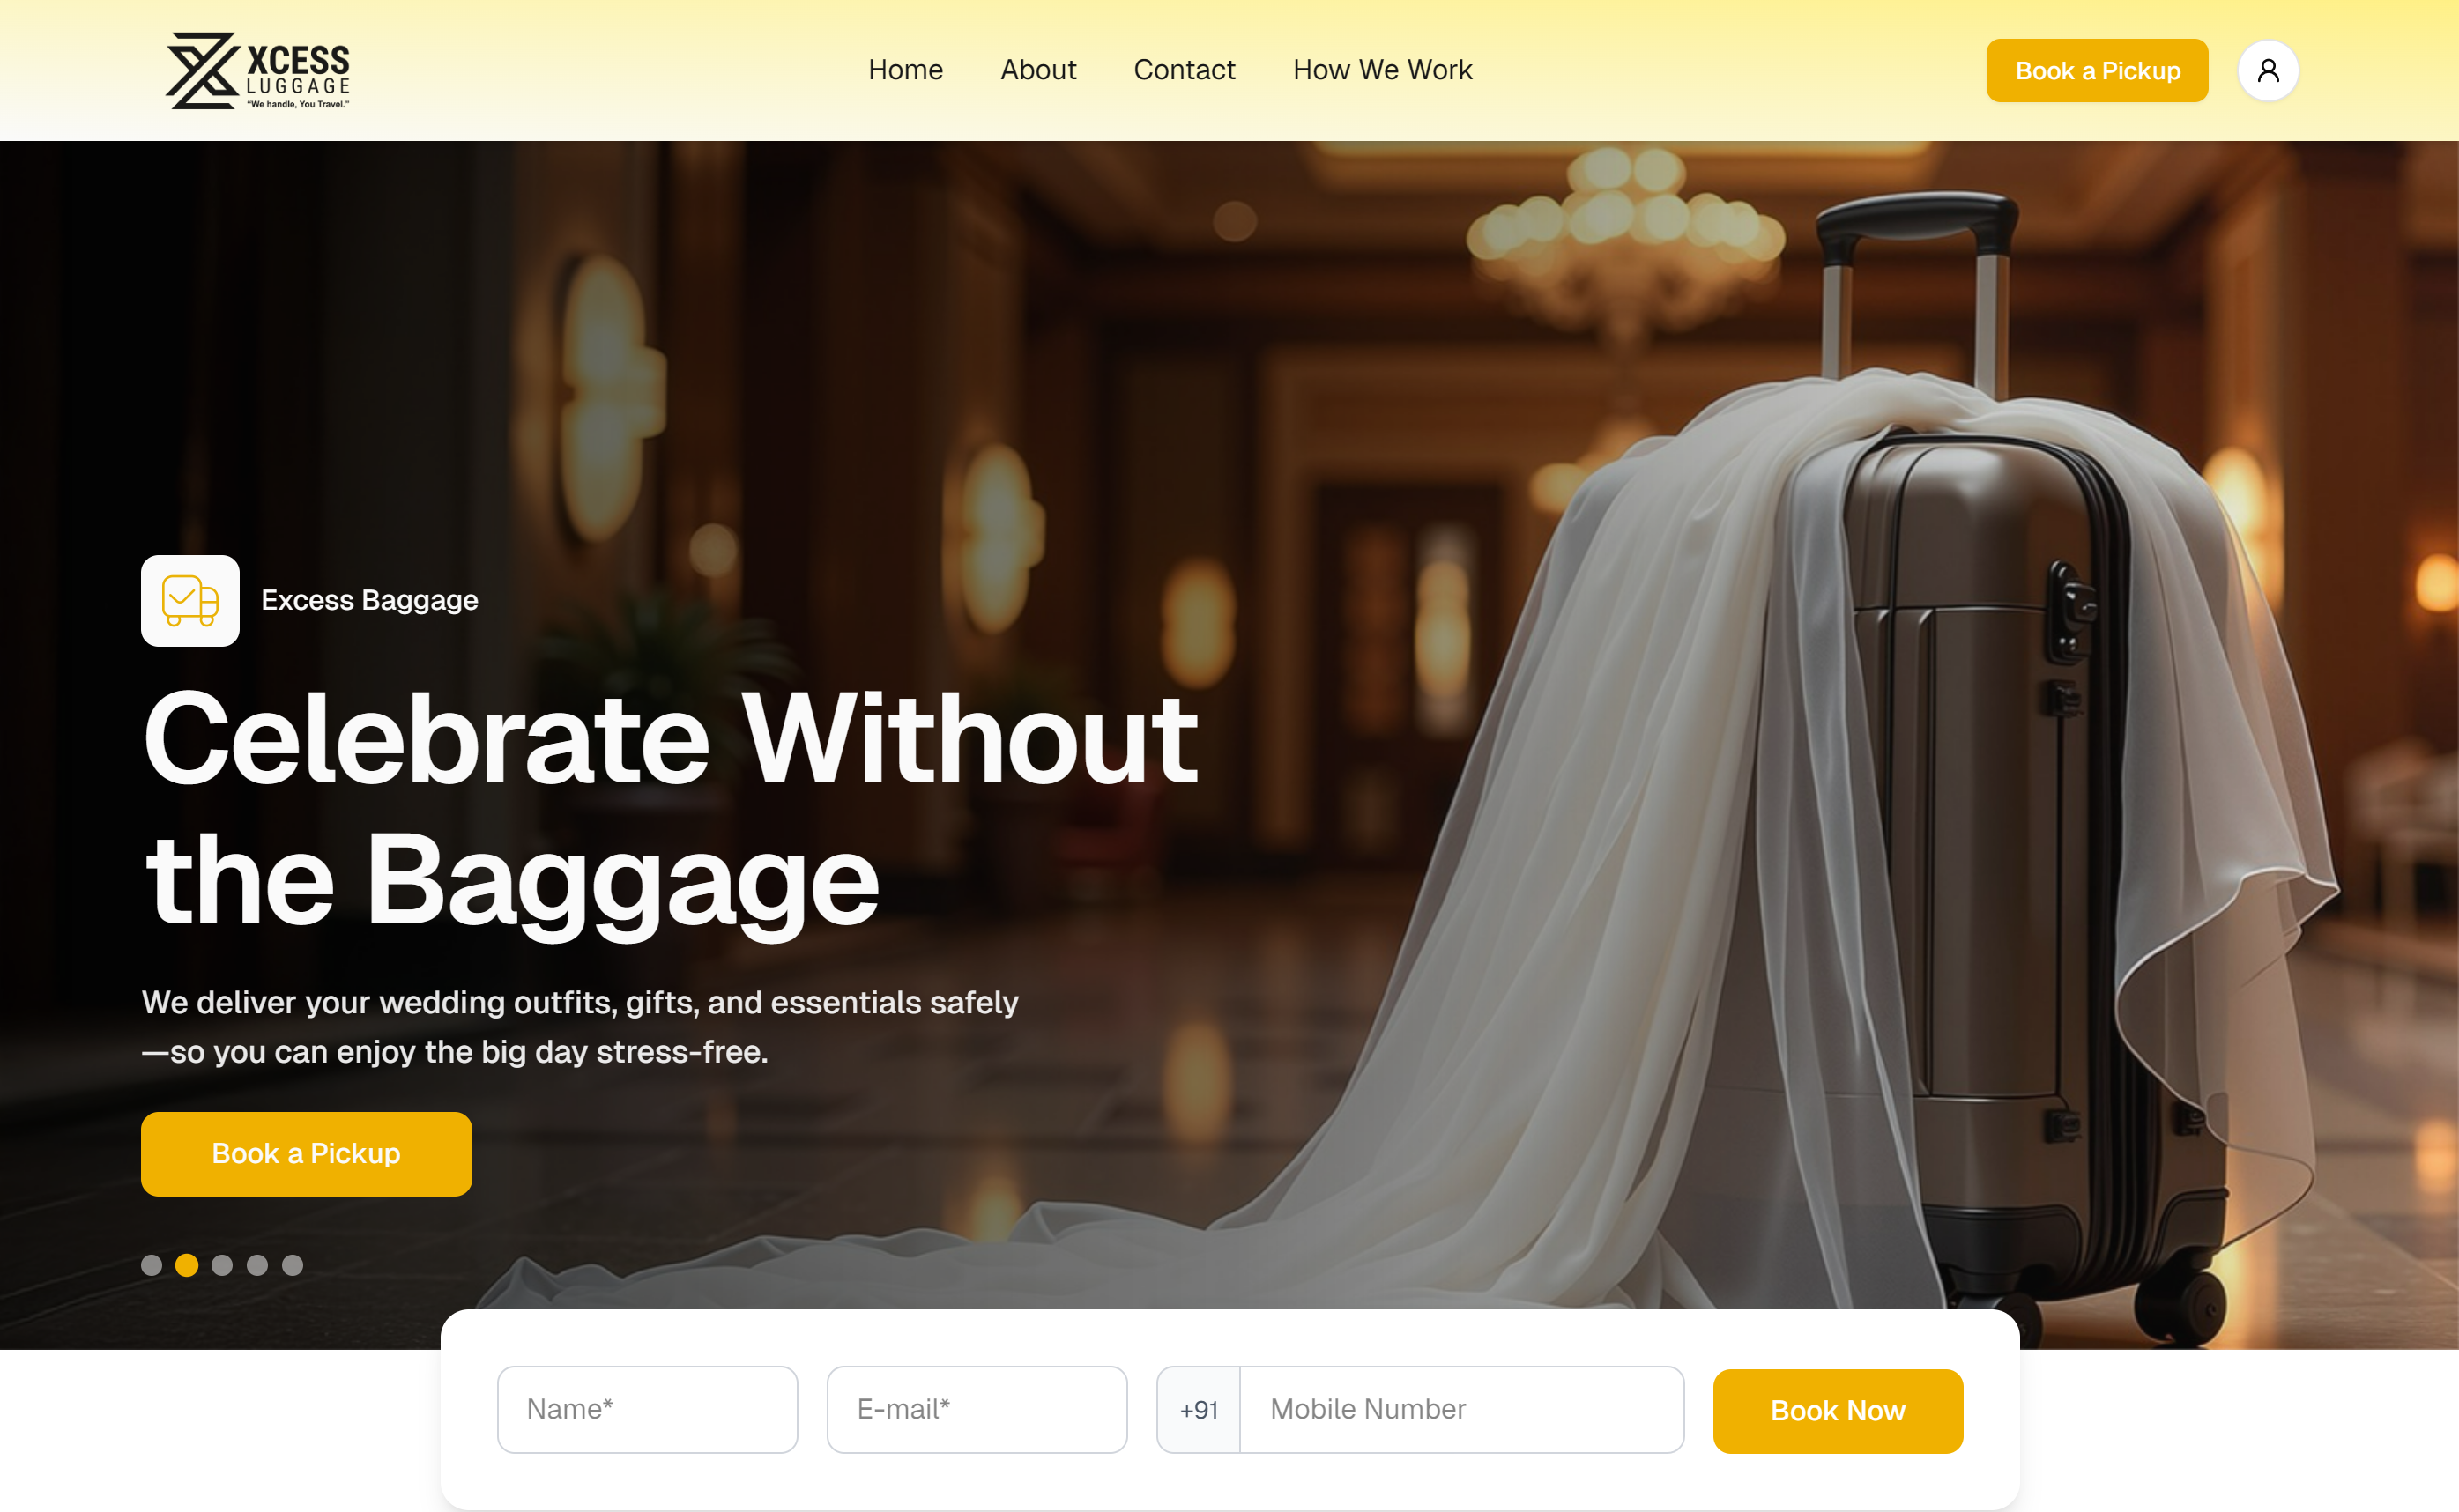 XCESS
LUGGAGE
"We handle, You Travel."
Home
About
Contact
How We Work
Book a Pickup
Excess Baggage
Celebrate Without
the Baggage
We deliver your wedding outfits, gifts, and essentials safely
—so you can enjoy the big day stress-free.
Book a Pickup
Name*
E-mail*
+91
Mobile Number
Book Now